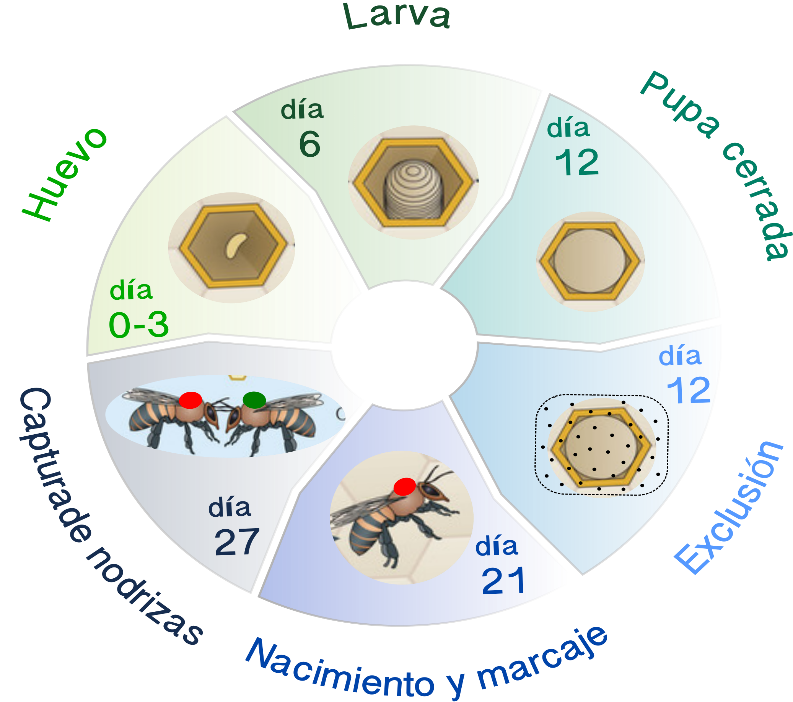 Huevo
día
0-3
Larva
día
6
Pupa cerrada
día
12
Exclusión
día
12
Nacimiento y marcaje
día
21
Capturade nodrizas
día
27